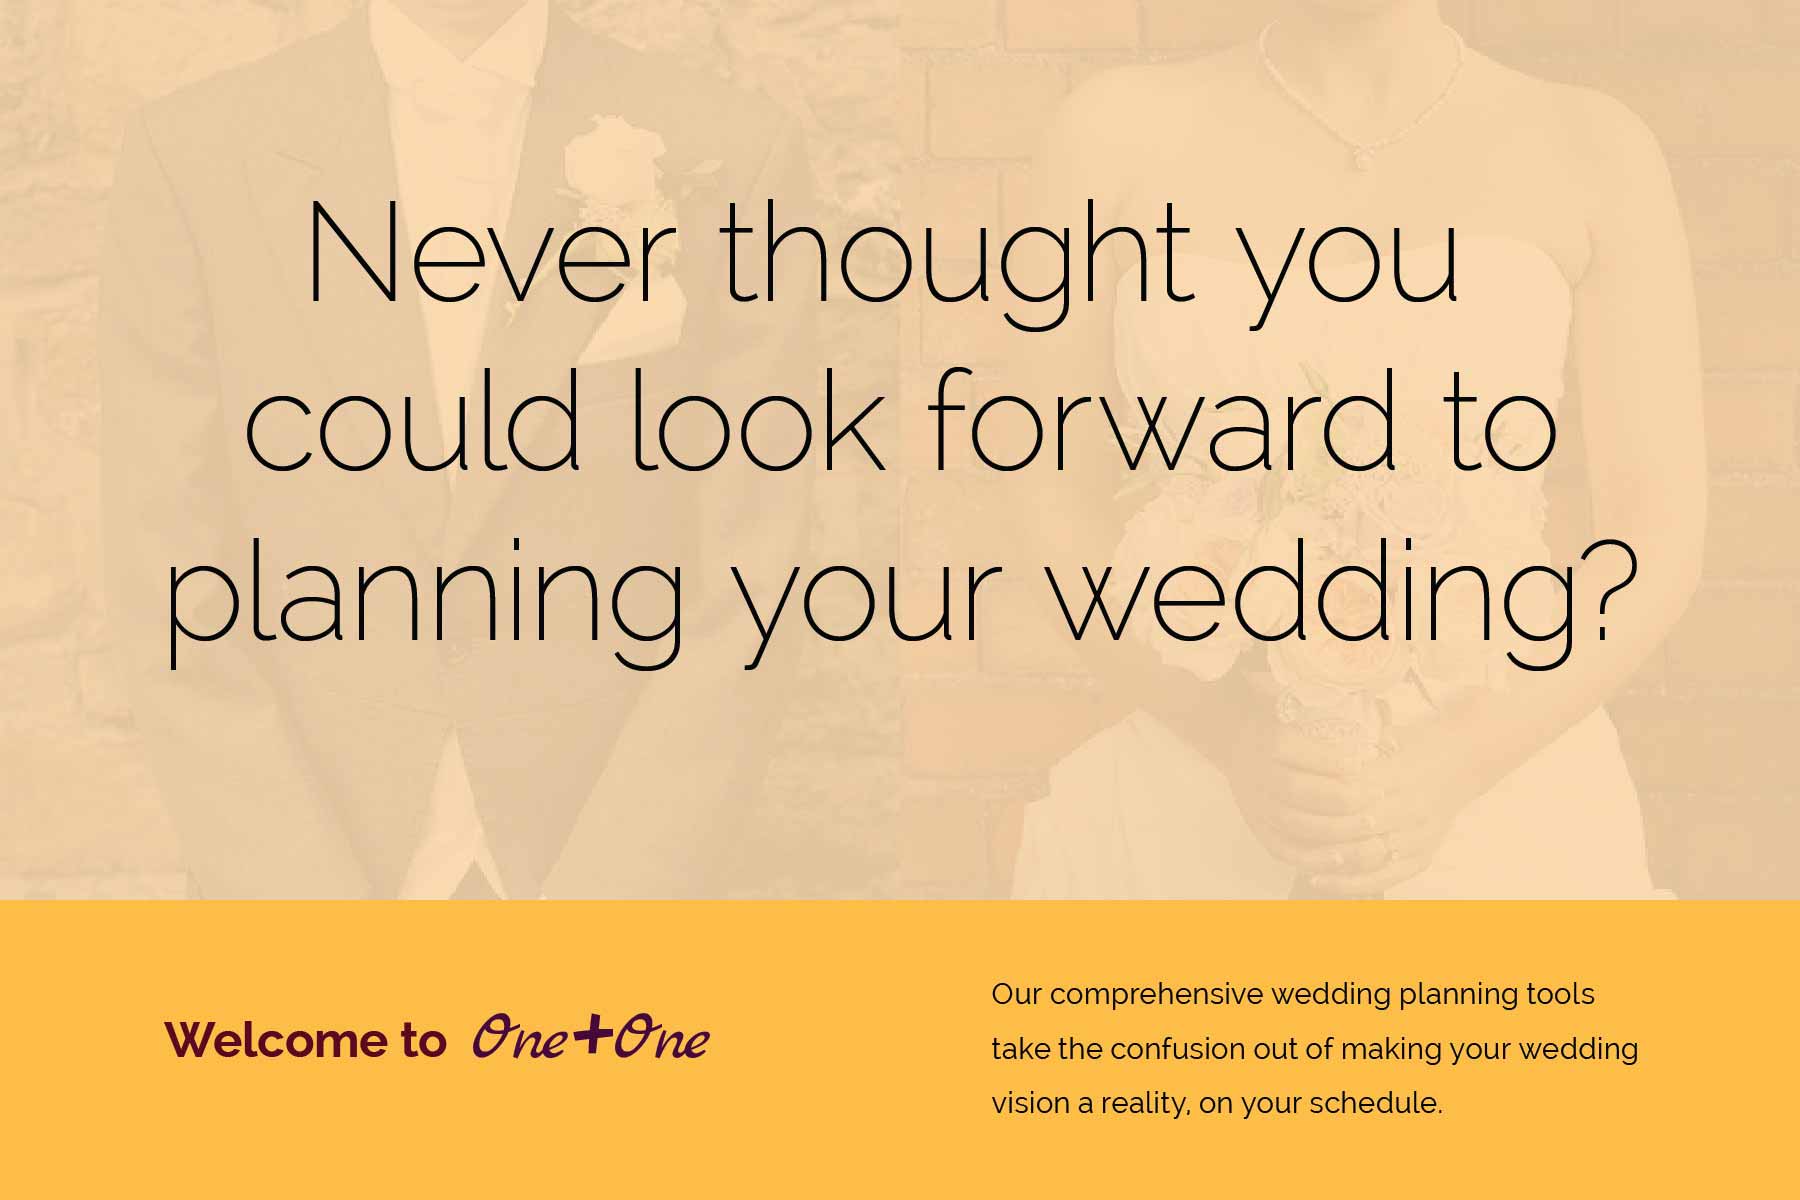 Never thought you
could look forward to
planning your wedding?
Welcome to One+One
Our comprehensive wedding planning tools
take the confusion out of making your wedding
vision a reality, on your schedule.